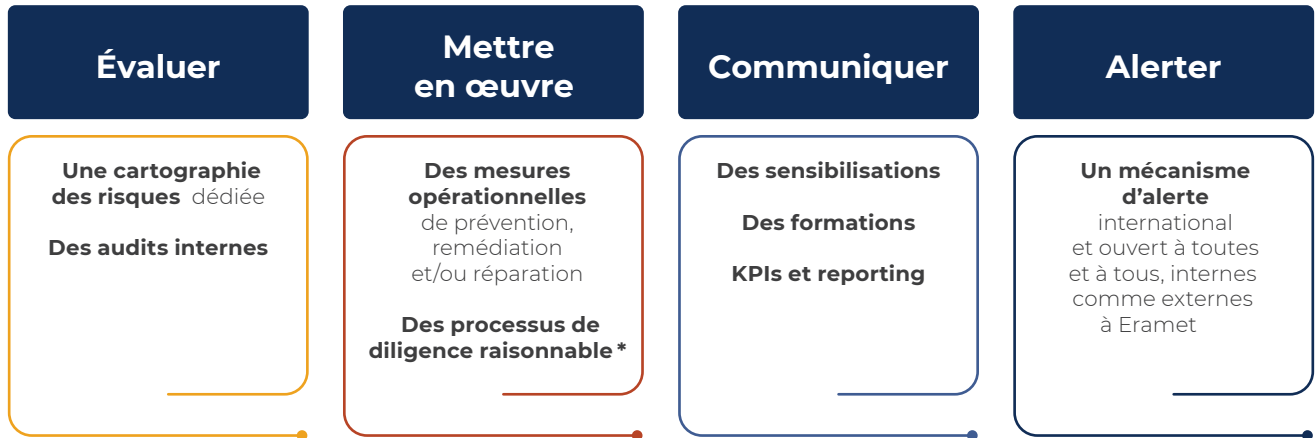 Évaluer
Une cartographie
des risques dédiée
Des audits internes
Mettre
en œuvre
Des mesures
opérationnelles
de prévention,
remédiation
et/ou réparation
Des processus de
diligence raisonnable *
Communiquer
Des sensibilisations
Des formations
KPIs et reporting
Alerter
Un mécanisme
d’alerte
international
et ouvert à toutes
et à tous, internes
comme externes
à Eramet